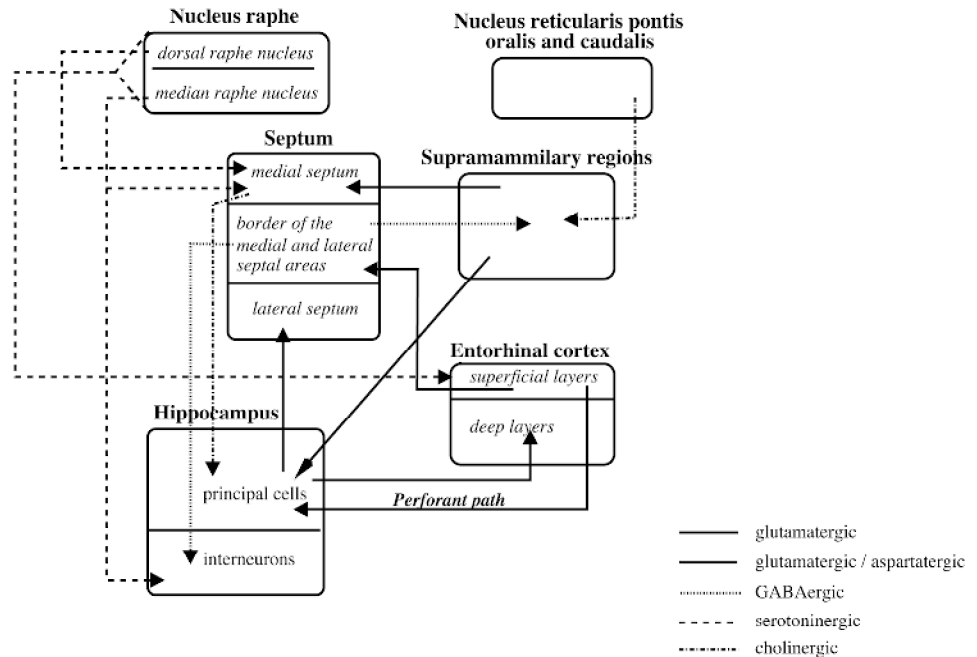 Nucleus raphe
dorsal raphe nucleus
median raphe nucleus
Nucleus reticularis pontis
oralis and caudalis
Septum
medial septum
border of the
medial and lateral
septal areas
lateral septum
Supramammilary regions
Entorhinal cortex
superficial layers
deep layers
Hippocampus
principal cells
interneurons
Perforant path
glutamatergic
glutamatergic / aspartatergic
GABAergic
serotoninergic
cholinergic